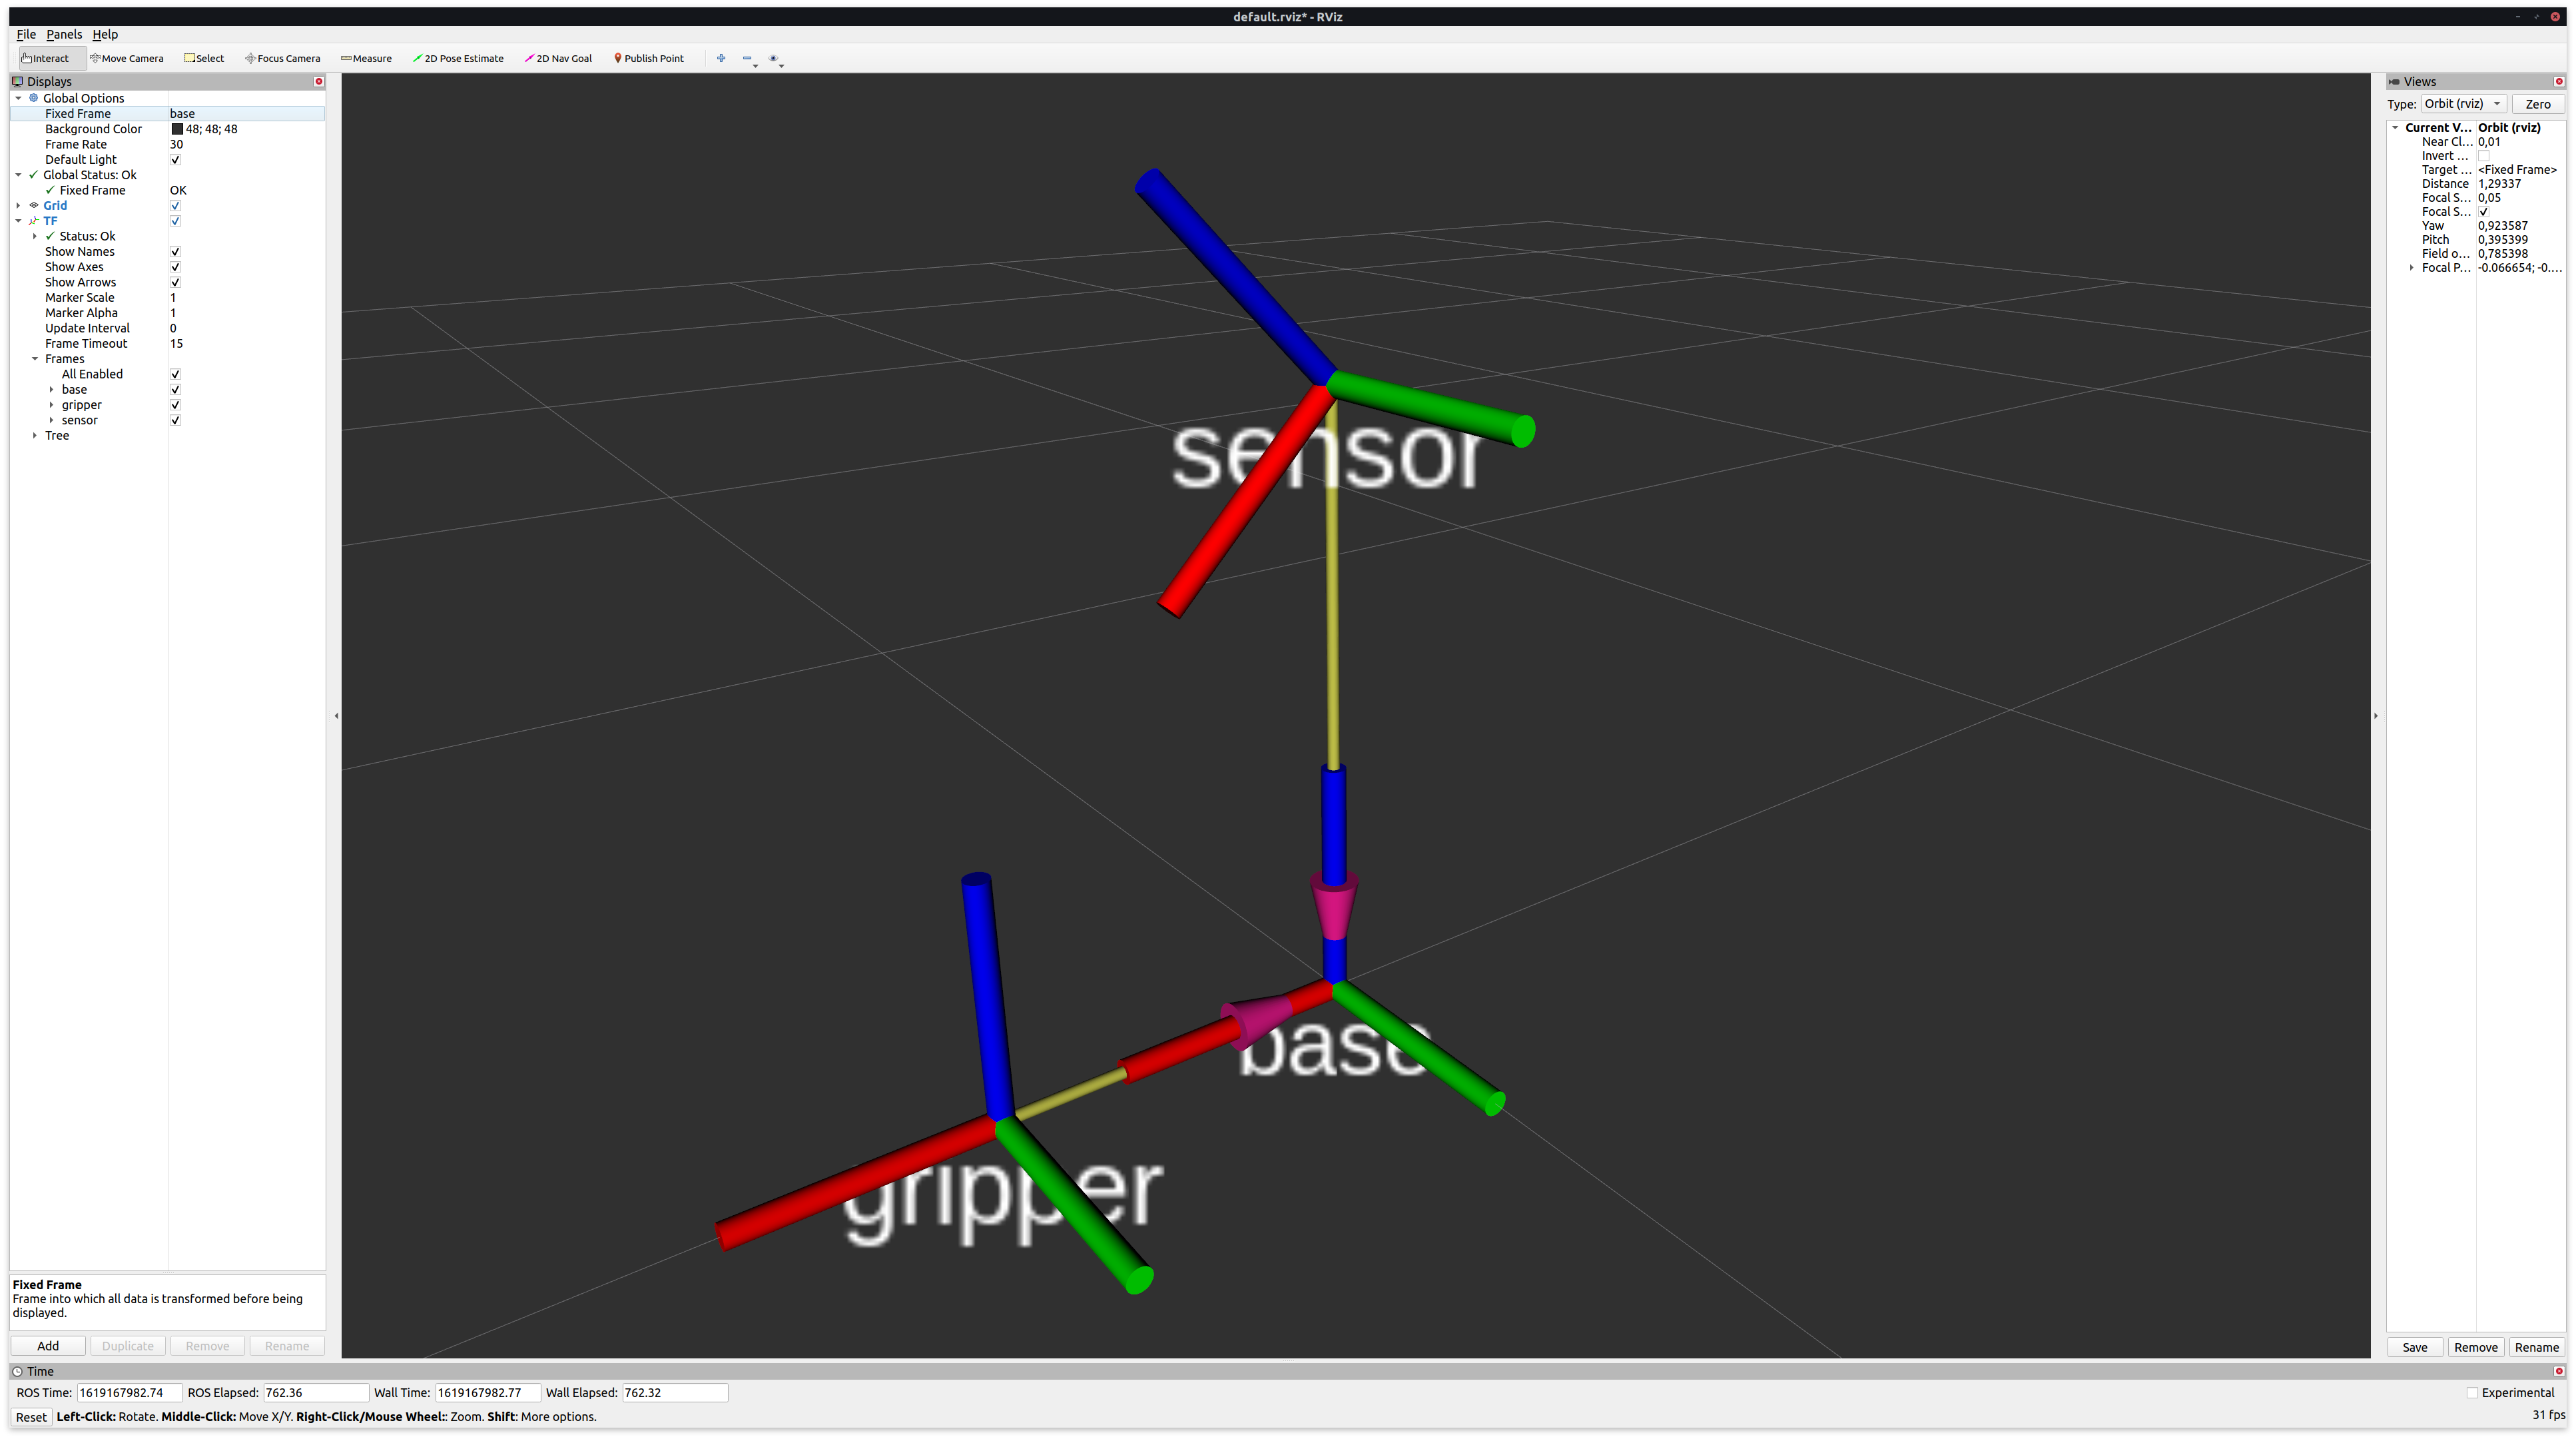 default.rviz* - RViz
File Panels Help
Interact Move Camera Select Focus Camera Measure 2D Pose Estimate 2D Nav Goal Publish Point
Displays
Global Options
Fixed Frame base
Background Color 48; 48; 48
Frame Rate 30
Default Light
Global Status: Ok
Fixed Frame OK
Grid
TF
Status: Ok
Show Names
Show Axes
Show Arrows
Marker Scale 1
Marker Alpha 1
Update Interval 0
Frame Timeout 15
Frames
All Enabled
base
gripper
sensor
Tree
Fixed Frame
Frame into which all data is transformed before being
displayed.
Add Duplicate Remove Rename
sensor
base
gripper
Views
Type: Orbit (rviz) Zero
Current V... Orbit (rviz)
Near Cl... 0,01
Invert ...
Target ... <Fixed Frame>
Distance 1,29337
Focal S... 0,05
Focal S...
Yaw 0,923587
Pitch 0,395399
Field o... 0,785398
Focal P... -0.066654; -0....
Save Remove Rename
Time
ROS Time: 1619167982.74 ROS Elapsed: 762.36 Wall Time: 1619167982.77 Wall Elapsed: 762.32 Experimental
Reset Left-Click: Rotate. Middle-Click: Move X/Y. Right-Click/Mouse Wheel:: Zoom. Shift: More options. 31 fps